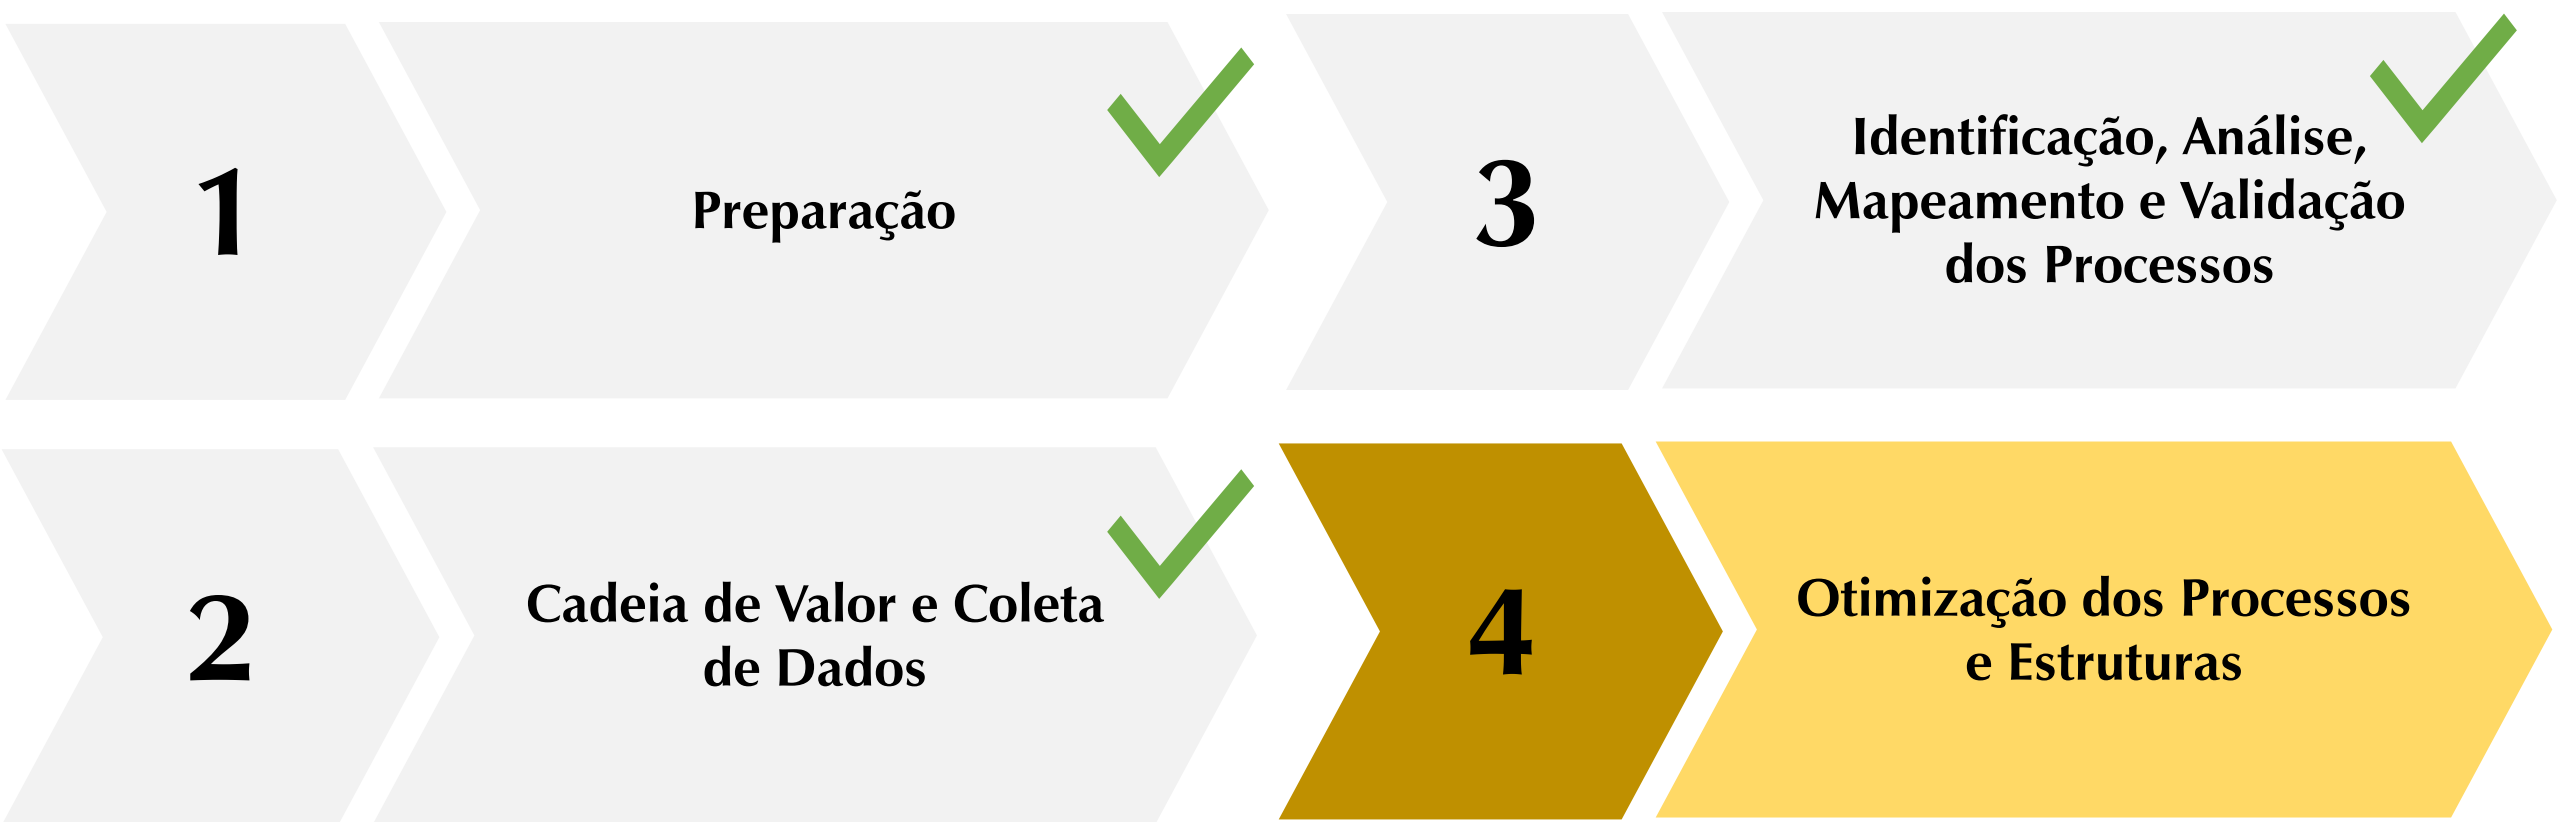 1
Preparação
2
Cadeia de Valor e Coleta
de Dados
3
Identificação, Análise,
Mapeamento e Validação
dos Processos
4
Otimização dos Processos
e Estruturas